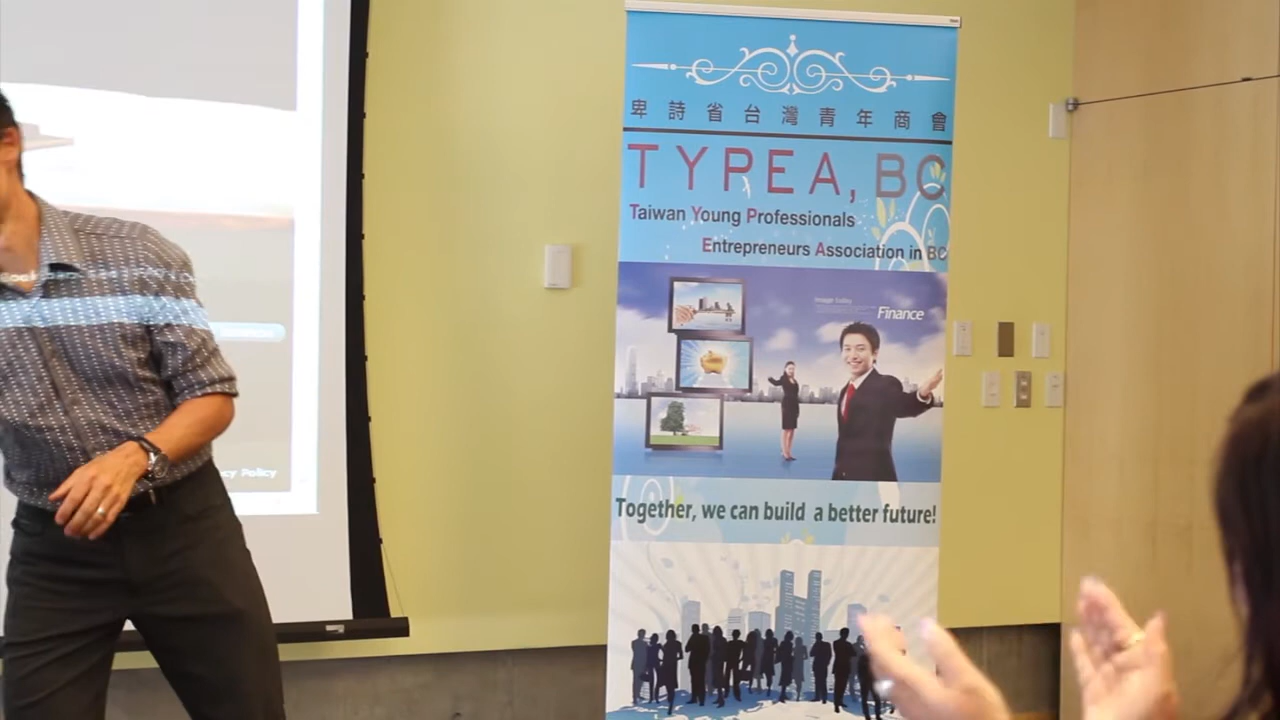 卑詩省台灣青年商會
TYPEA, BC
Taiwan Young Professionals
Entrepreneurs Association in BC
Finance
Together, we can build a better future!
Policy